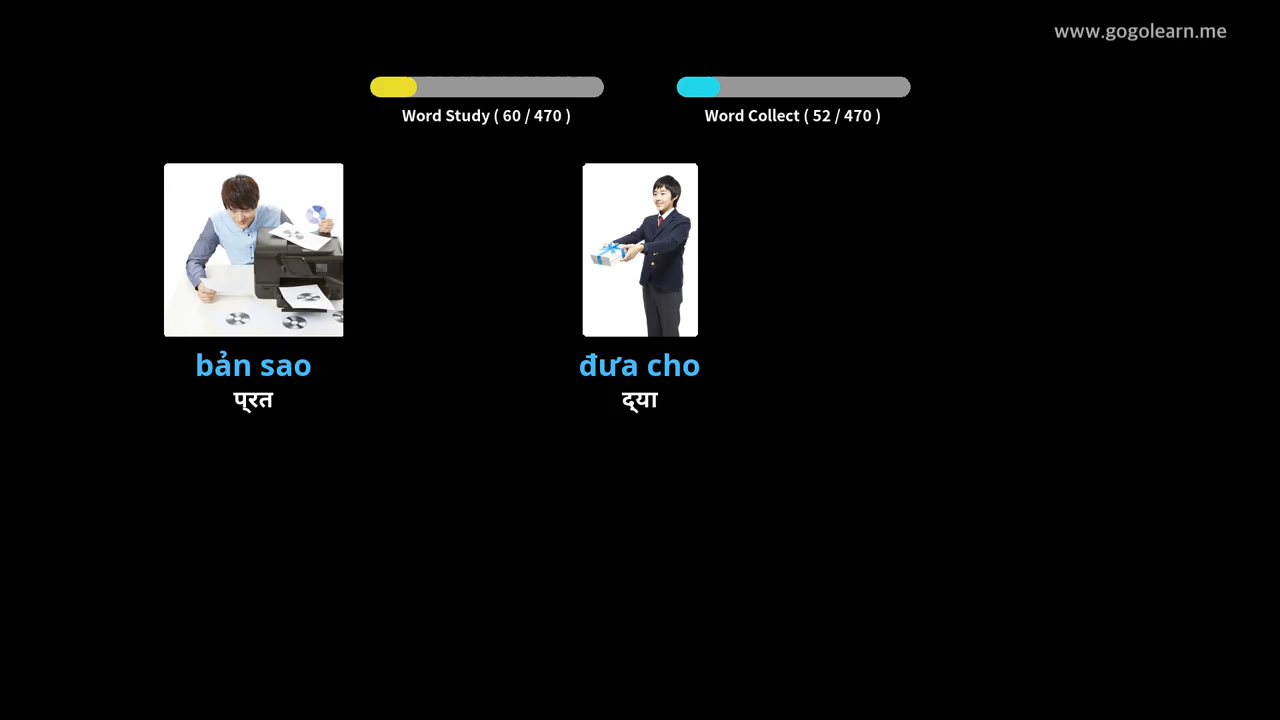 www.gogolearn.me
Word Study ( 60 / 470 )
Word Collect ( 52 / 470 )
bản sao
प्रत
đưa cho
द्या